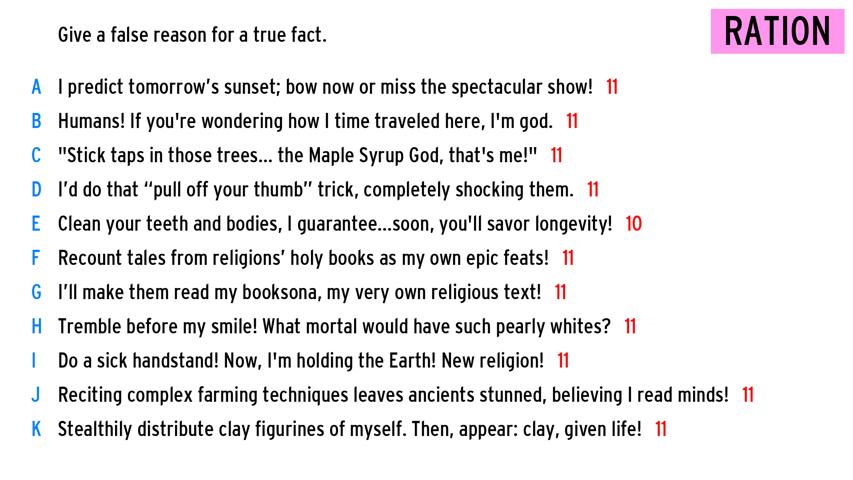 Give a false reason for a true fact.
RATION
A I predict tomorrow’s sunset; bow now or miss the spectacular show! 11
B Humans! If you're wondering how I time traveled here, I'm god. 11
C "Stick taps in those trees... the Maple Syrup God, that's me!" 11
D I’d do that “pull off your thumb” trick, completely shocking them. 11
E Clean your teeth and bodies, I guarantee...soon, you'll savor longevity! 10
F Recount tales from religions’ holy books as my own epic feats! 11
G I’ll make them read my booksona, my very own religious text! 11
H Tremble before my smile! What mortal would have such pearly whites? 11
I Do a sick handstand! Now, I'm holding the Earth! New religion! 11
J Reciting complex farming techniques leaves ancients stunned, believing I read minds! 11
K Stealthily distribute clay figurines of myself. Then, appear: clay, given life! 11